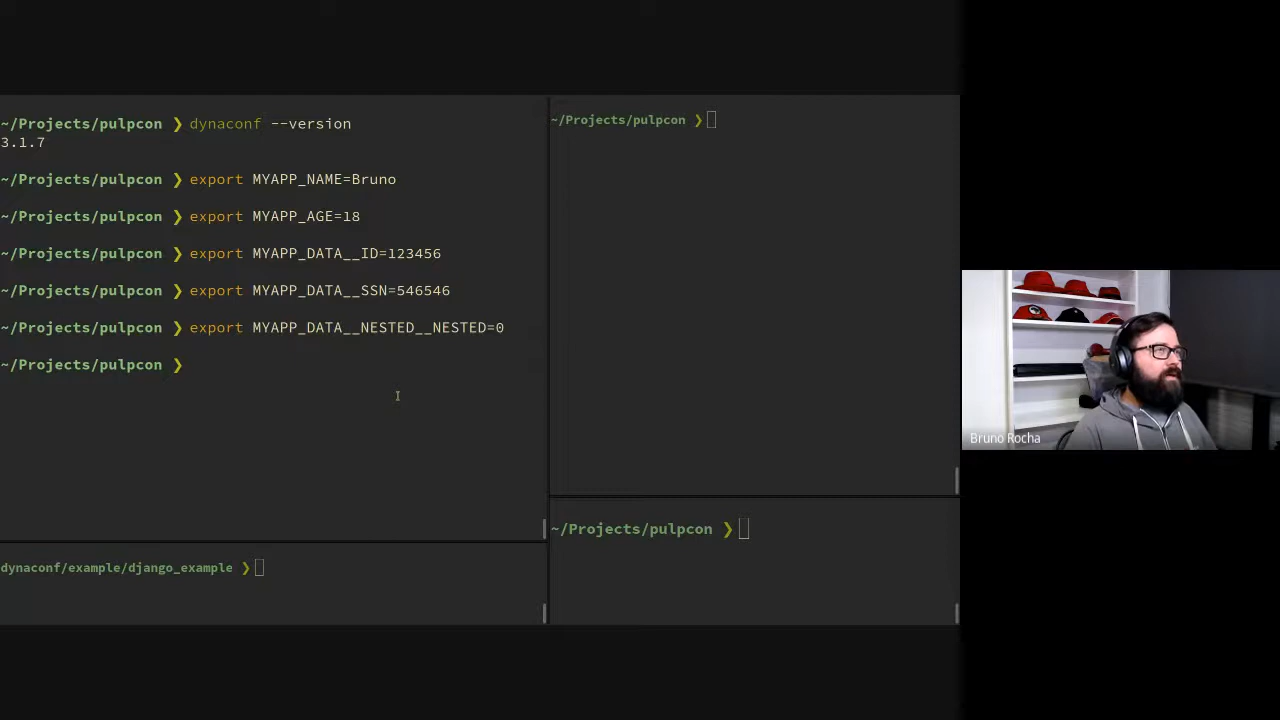 ~/Projects/pulpcon ❯ dynaconf --version
3.1.7
~/Projects/pulpcon ❯ export MYAPP_NAME=Bruno
~/Projects/pulpcon ❯ export MYAPP_AGE=18
~/Projects/pulpcon ❯ export MYAPP_DATA__ID=123456
~/Projects/pulpcon ❯ export MYAPP_DATA__SSN=546546
~/Projects/pulpcon ❯ export MYAPP_DATA__NESTED__NESTED=0
~/Projects/pulpcon ❯
dynaconf/example/django_example ❯
~/Projects/pulpcon ❯
~/Projects/pulpcon ❯
Bruno Rocha